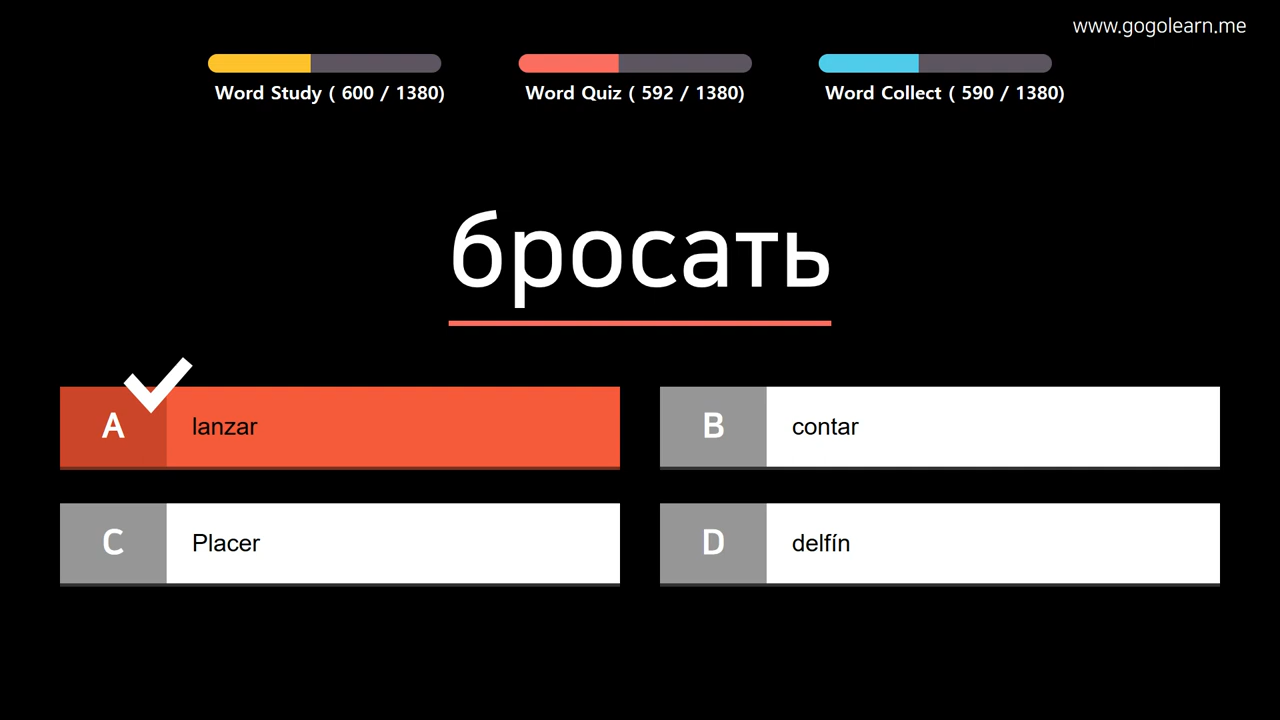 www.gogolearn.me
Word Study ( 600 / 1380)
Word Quiz ( 592 / 1380)
Word Collect ( 590 / 1380)
бросать
A lanzar
B contar
C Placer
D delfín